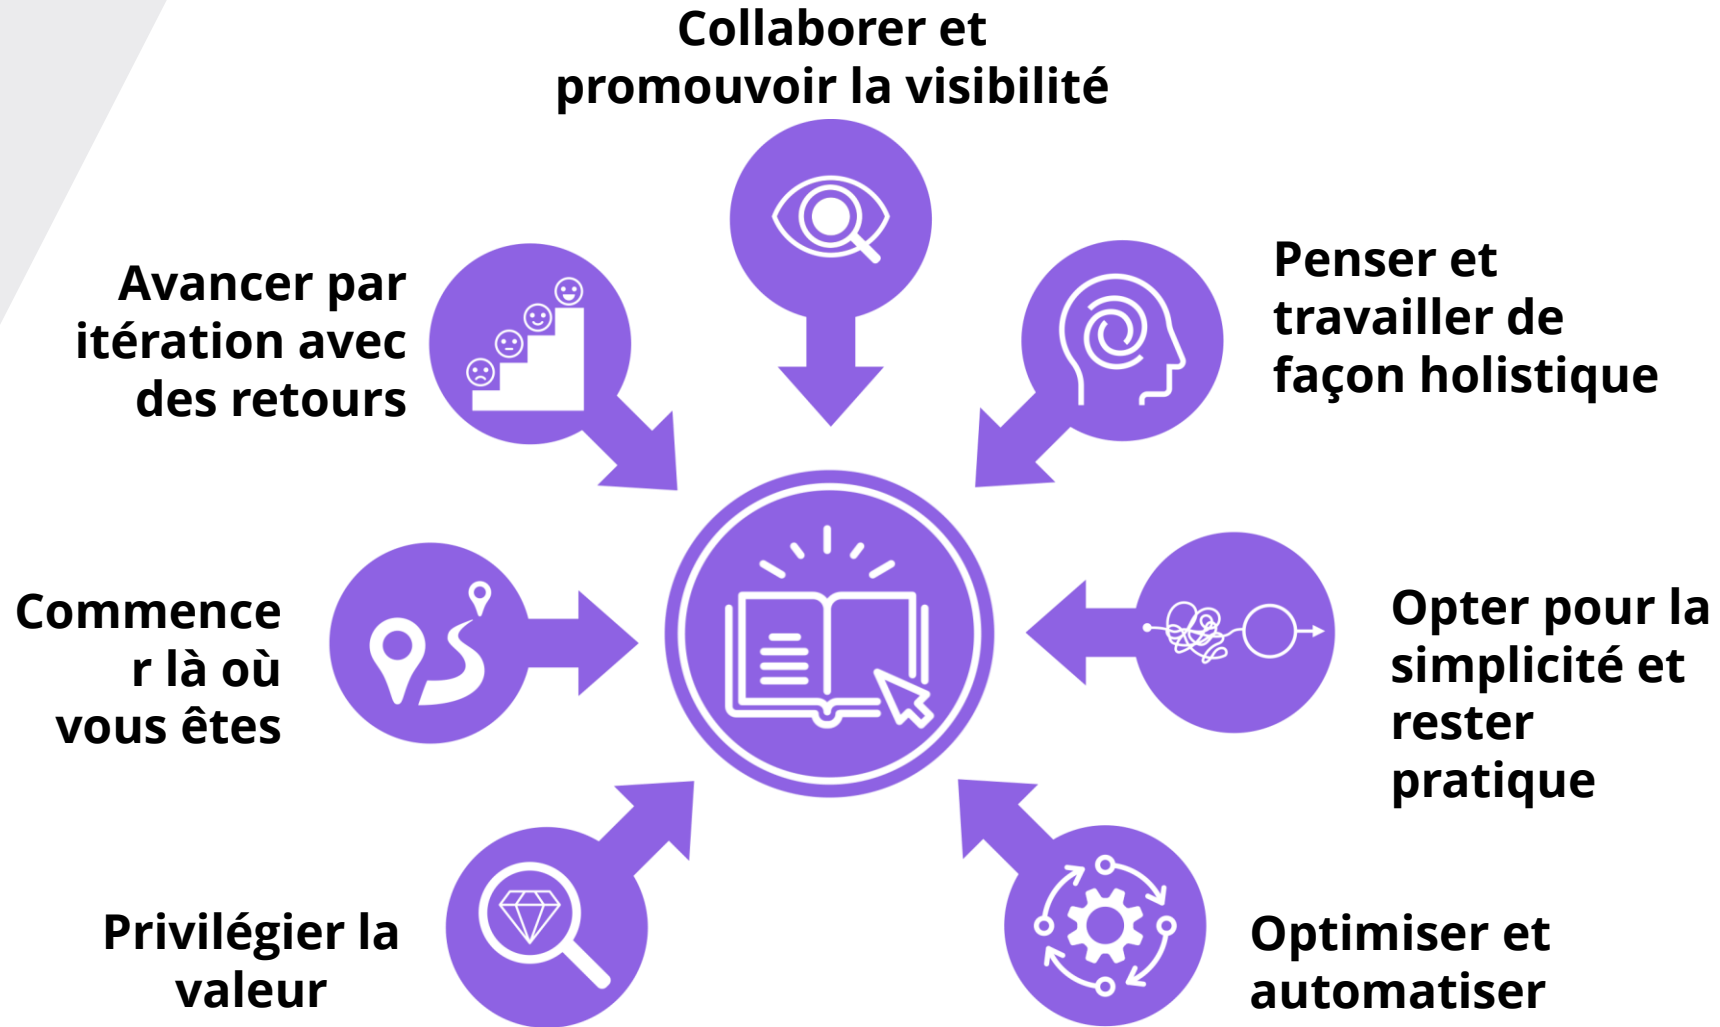 Collaborer et
promouvoir la visibilité
Avancer par
itération avec
des retours
Penser et
travailler de
façon holistique
Commence
r là où
vous êtes
Opter pour la
simplicité et
rester
pratique
Privilégier la
valeur
Optimiser et
automatiser